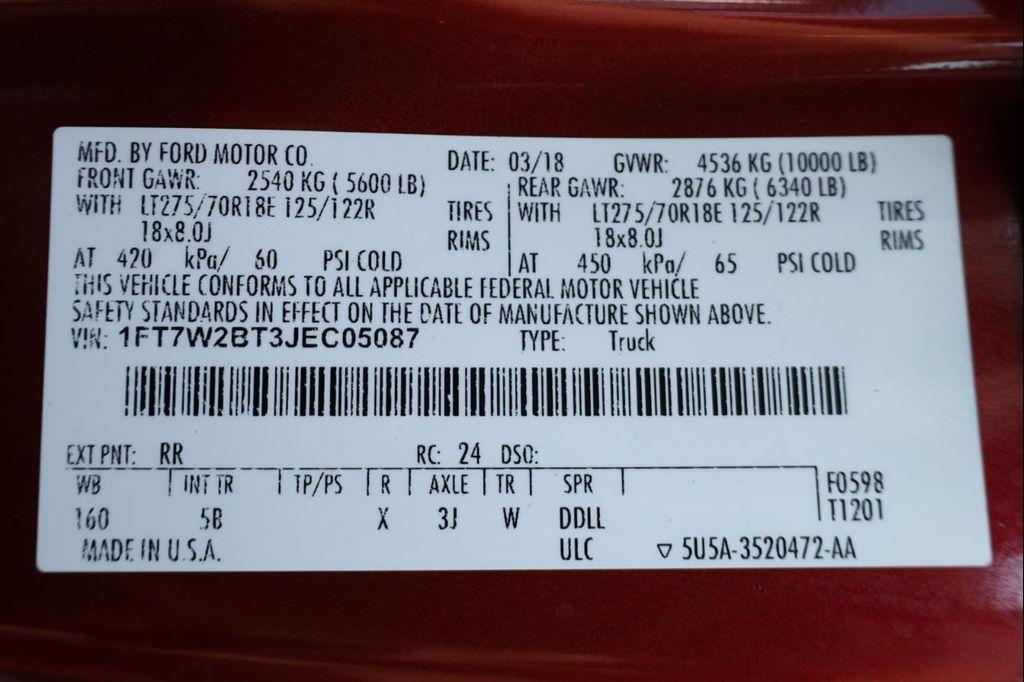 MFD. BY FORD MOTOR CO.
DATE: 03/18 GVWR: 4536 KG (10000 LB)
FRONT GAWR: 2540 KG ( 5600 LB)
REAR GAWR: 2876 KG ( 6340 LB)
WITH LT275/70R18E 125/122R TIRES
WITH LT275/70R18E 125/122R TIRES
18x8.0J RIMS
18x8.0J RIMS
AT 420 kPa/ 60 PSI COLD
AT 450 kPa/ 65 PSI COLD
THIS VEHICLE CONFORMS TO ALL APPLICABLE FEDERAL MOTOR VEHICLE
SAFETY STANDARDS IN EFFECT ON THE DATE OF MANUFACTURE SHOWN ABOVE.
VIN: 1FT7W2BT3JEC05087 TYPE: Truck
EXT PNT: RR RC: 24 DSO:
WB INT TR TP/PS R AXLE TR SPR F0598
160 5B X 3J W DDLL T1201
MADE IN U.S.A. ULC ▽ 5U5A-3520472-AA